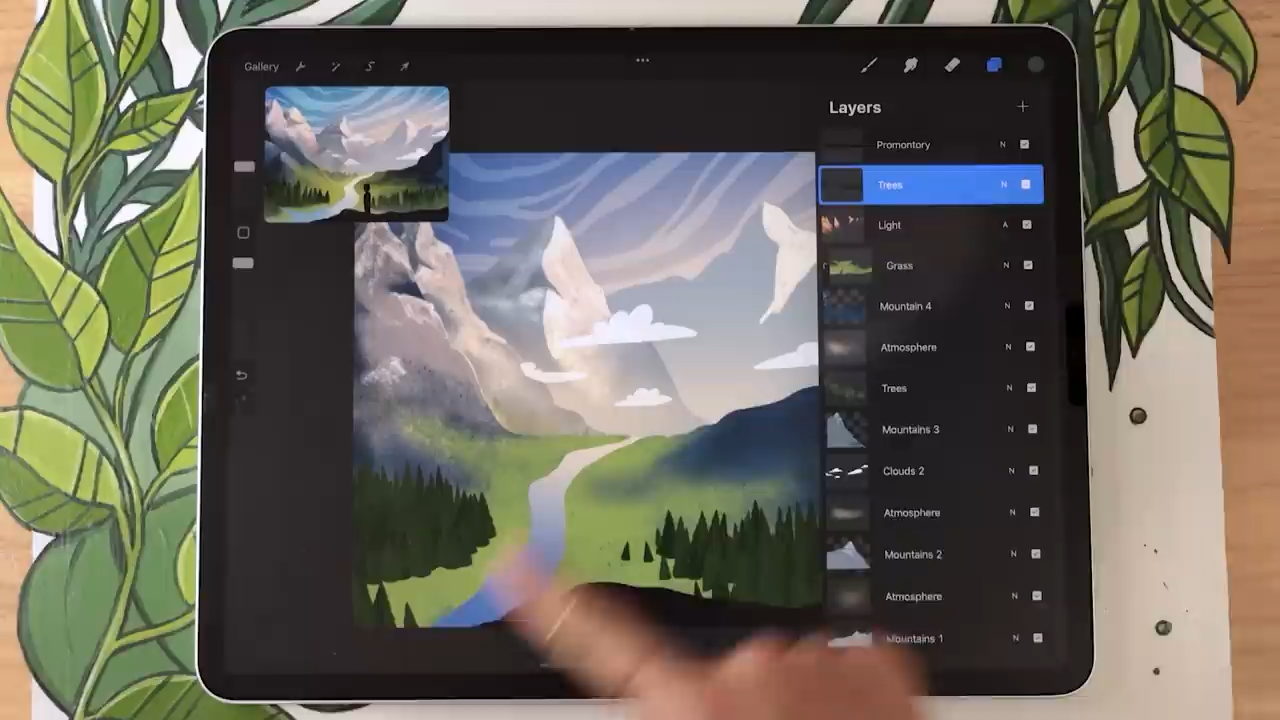 Gallery
Layers
Promontory N
Trees N
Light A
Grass N
Mountain 4 N
Atmosphere N
Trees N
Mountains 3 N
Clouds 2 N
Atmosphere N
Mountains 2 N
Atmosphere N
Mountains 1 N